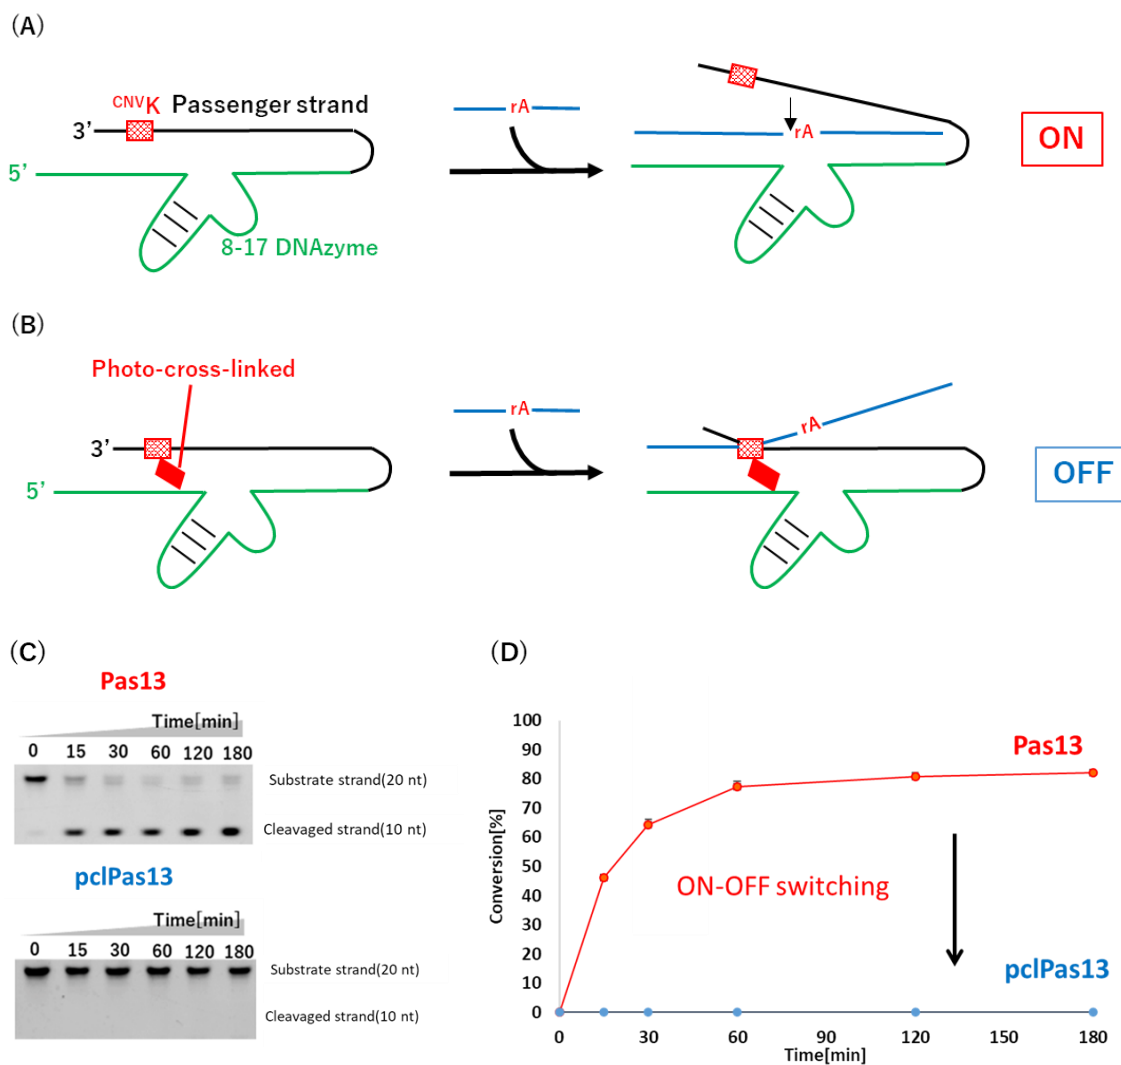 (A)
CNVK Passenger strand
3’
5’
8-17 DNAzyme
rA
rA
ON
(B)
Photo-cross-linked
3’
5’
rA
rA
OFF
(C)
Pas13
Time[min]
0 15 30 60 120 180
Substrate strand(20 nt)
Cleavaged strand(10 nt)
pclPas13
Time[min]
0 15 30 60 120 180
Substrate strand(20 nt)
Cleavaged strand(10 nt)
(D)
100
90
80
70
60
50
40
30
20
10
0
Conversion[%]
Pas13
ON-OFF switching
pclPas13
0 30 60 90 120 150 180
Time[min]